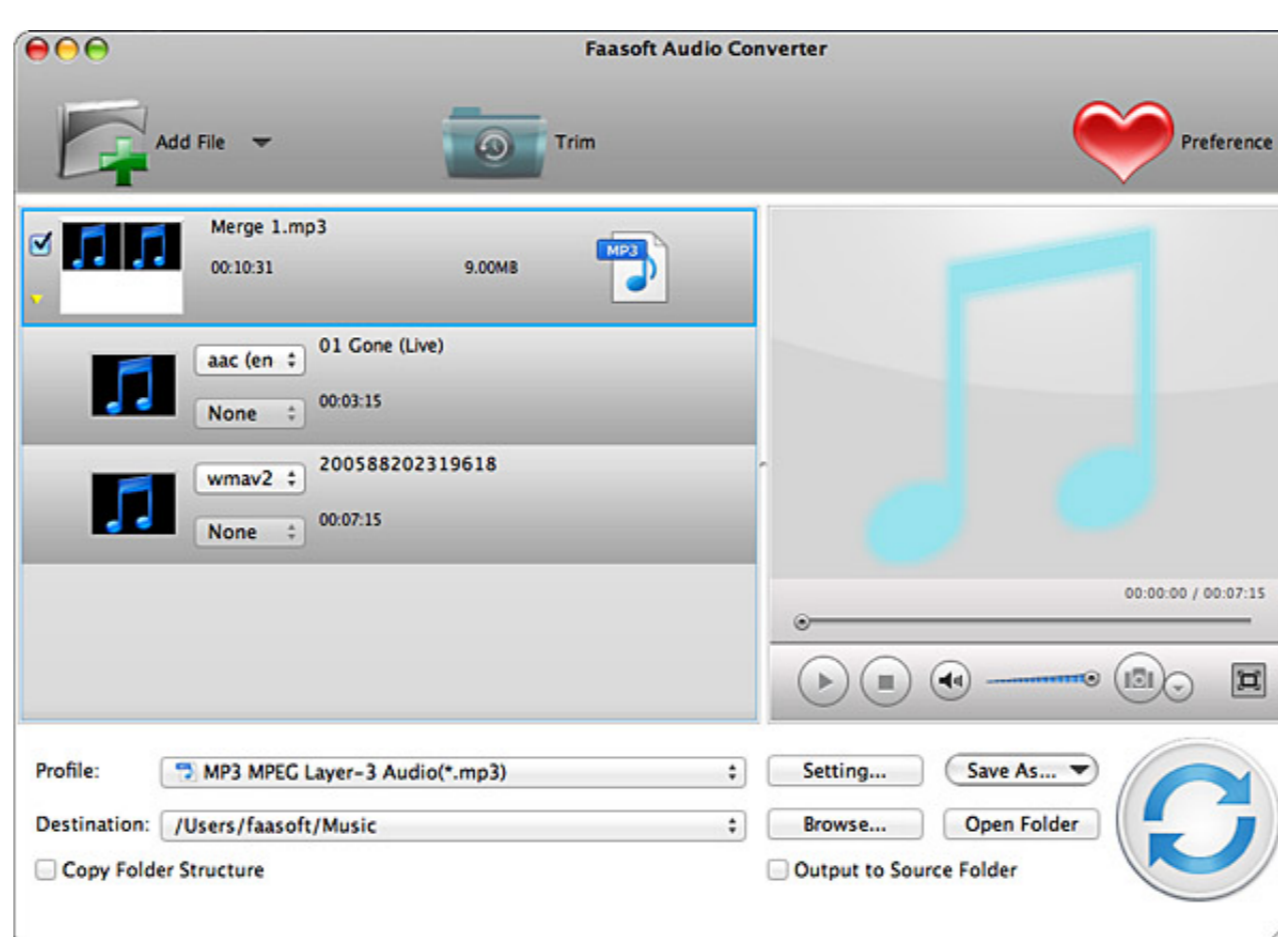 Faasoft Audio Converter
Add File
Trim
Preference
Merge 1.mp3
00:10:31
9.00MB
MP3
aac (en
01 Gone (Live)
None
00:03:15
wmav2
200588202319618
None
00:07:15
00:00:00 / 00:07:15
Profile:
MP3 MPEG Layer-3 Audio(*.mp3)
Setting...
Save As...
Destination:
/Users/faasoft/Music
Browse...
Open Folder
Copy Folder Structure
Output to Source Folder